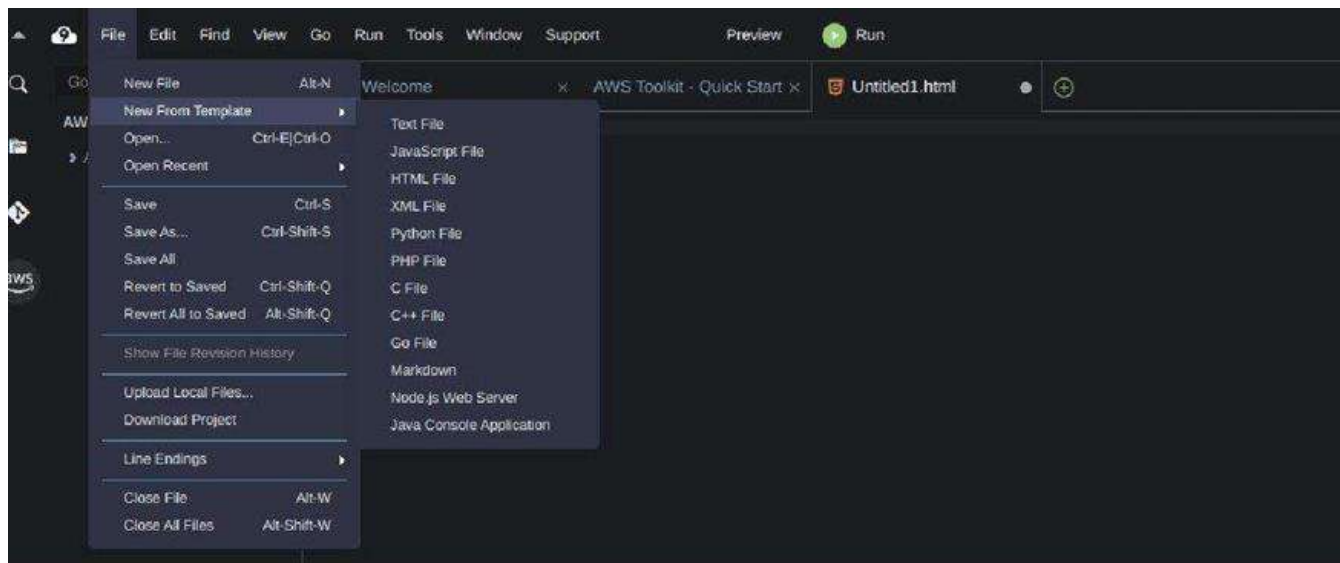 File Edit Find View Go Run Tools Window Support Preview Run
Go
Welcome
AWS Toolkit - Quick Start
Untitled1.html
AW
aws
New File Alt-N
New From Template
Open... Ctrl-E|Ctrl-O
Open Recent
Save Ctrl-S
Save As... Ctrl-Shift-S
Save All
Revert to Saved Ctrl-Shift-Q
Revert All to Saved Alt-Shift-Q
Show File Revision History
Upload Local Files...
Download Project
Line Endings
Close File Alt-W
Close All Files Alt-Shift-W
Text File
JavaScript File
HTML File
XML File
Python File
PHP File
C File
C++ File
Go File
Markdown
Node.js Web Server
Java Console Application